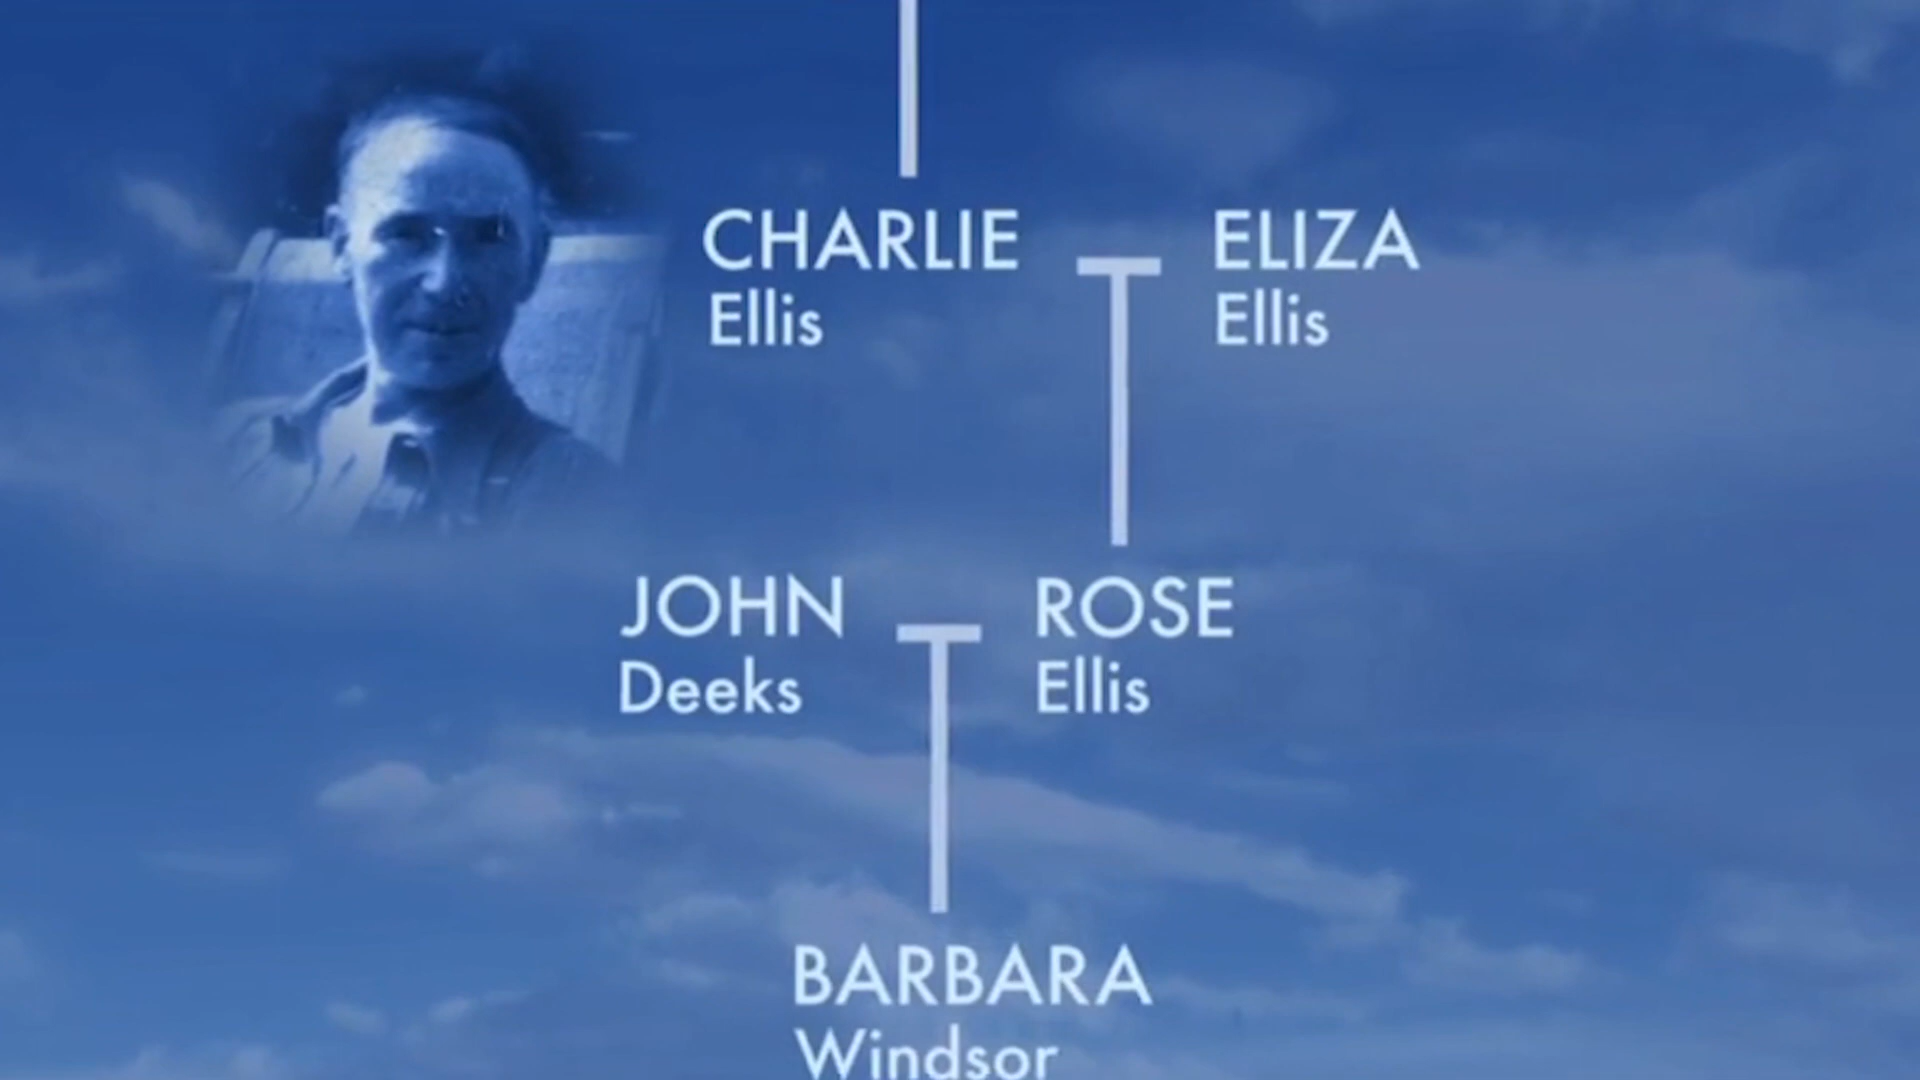 CHARLIE ELIZA
Ellis Ellis
JOHN ROSE
Deeks Ellis
BARBARA
Windsor